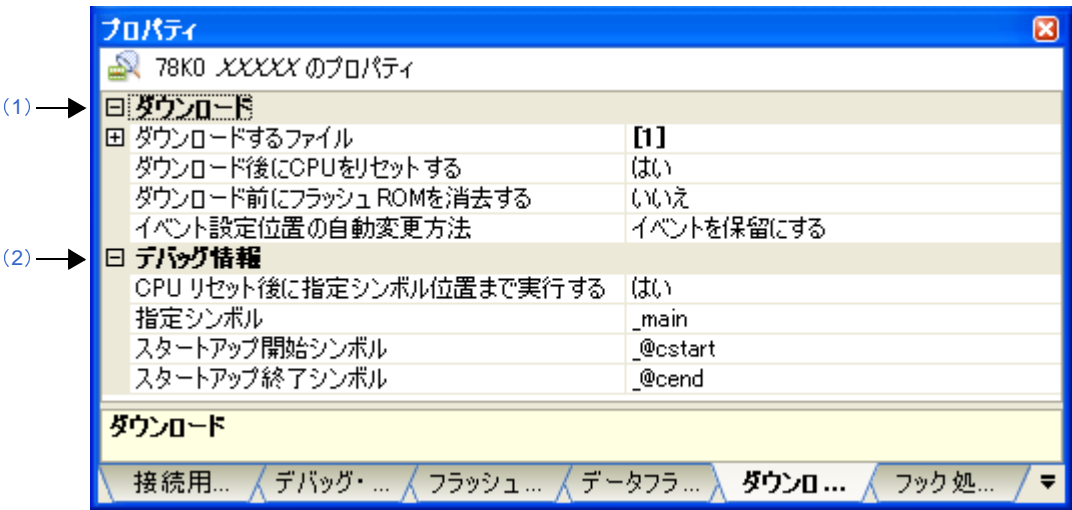 プロパティ
78K0 XXXXX のプロパティ
(1) ダウンロード
ダウンロードするファイル [1]
ダウンロード後にCPUをリセットする はい
ダウンロード前にフラッシュROMを消去する いいえ
イベント設定位置の自動変更方法 イベントを保留にする
(2) デバッグ情報
CPU リセット後に指定シンボル位置まで実行する はい
指定シンボル _main
スタートアップ開始シンボル _@cstart
スタートアップ終了シンボル _@cend
ダウンロード
接続用... デバッグ・... フラッシュ... データフラ... ダウンロ... フック処...